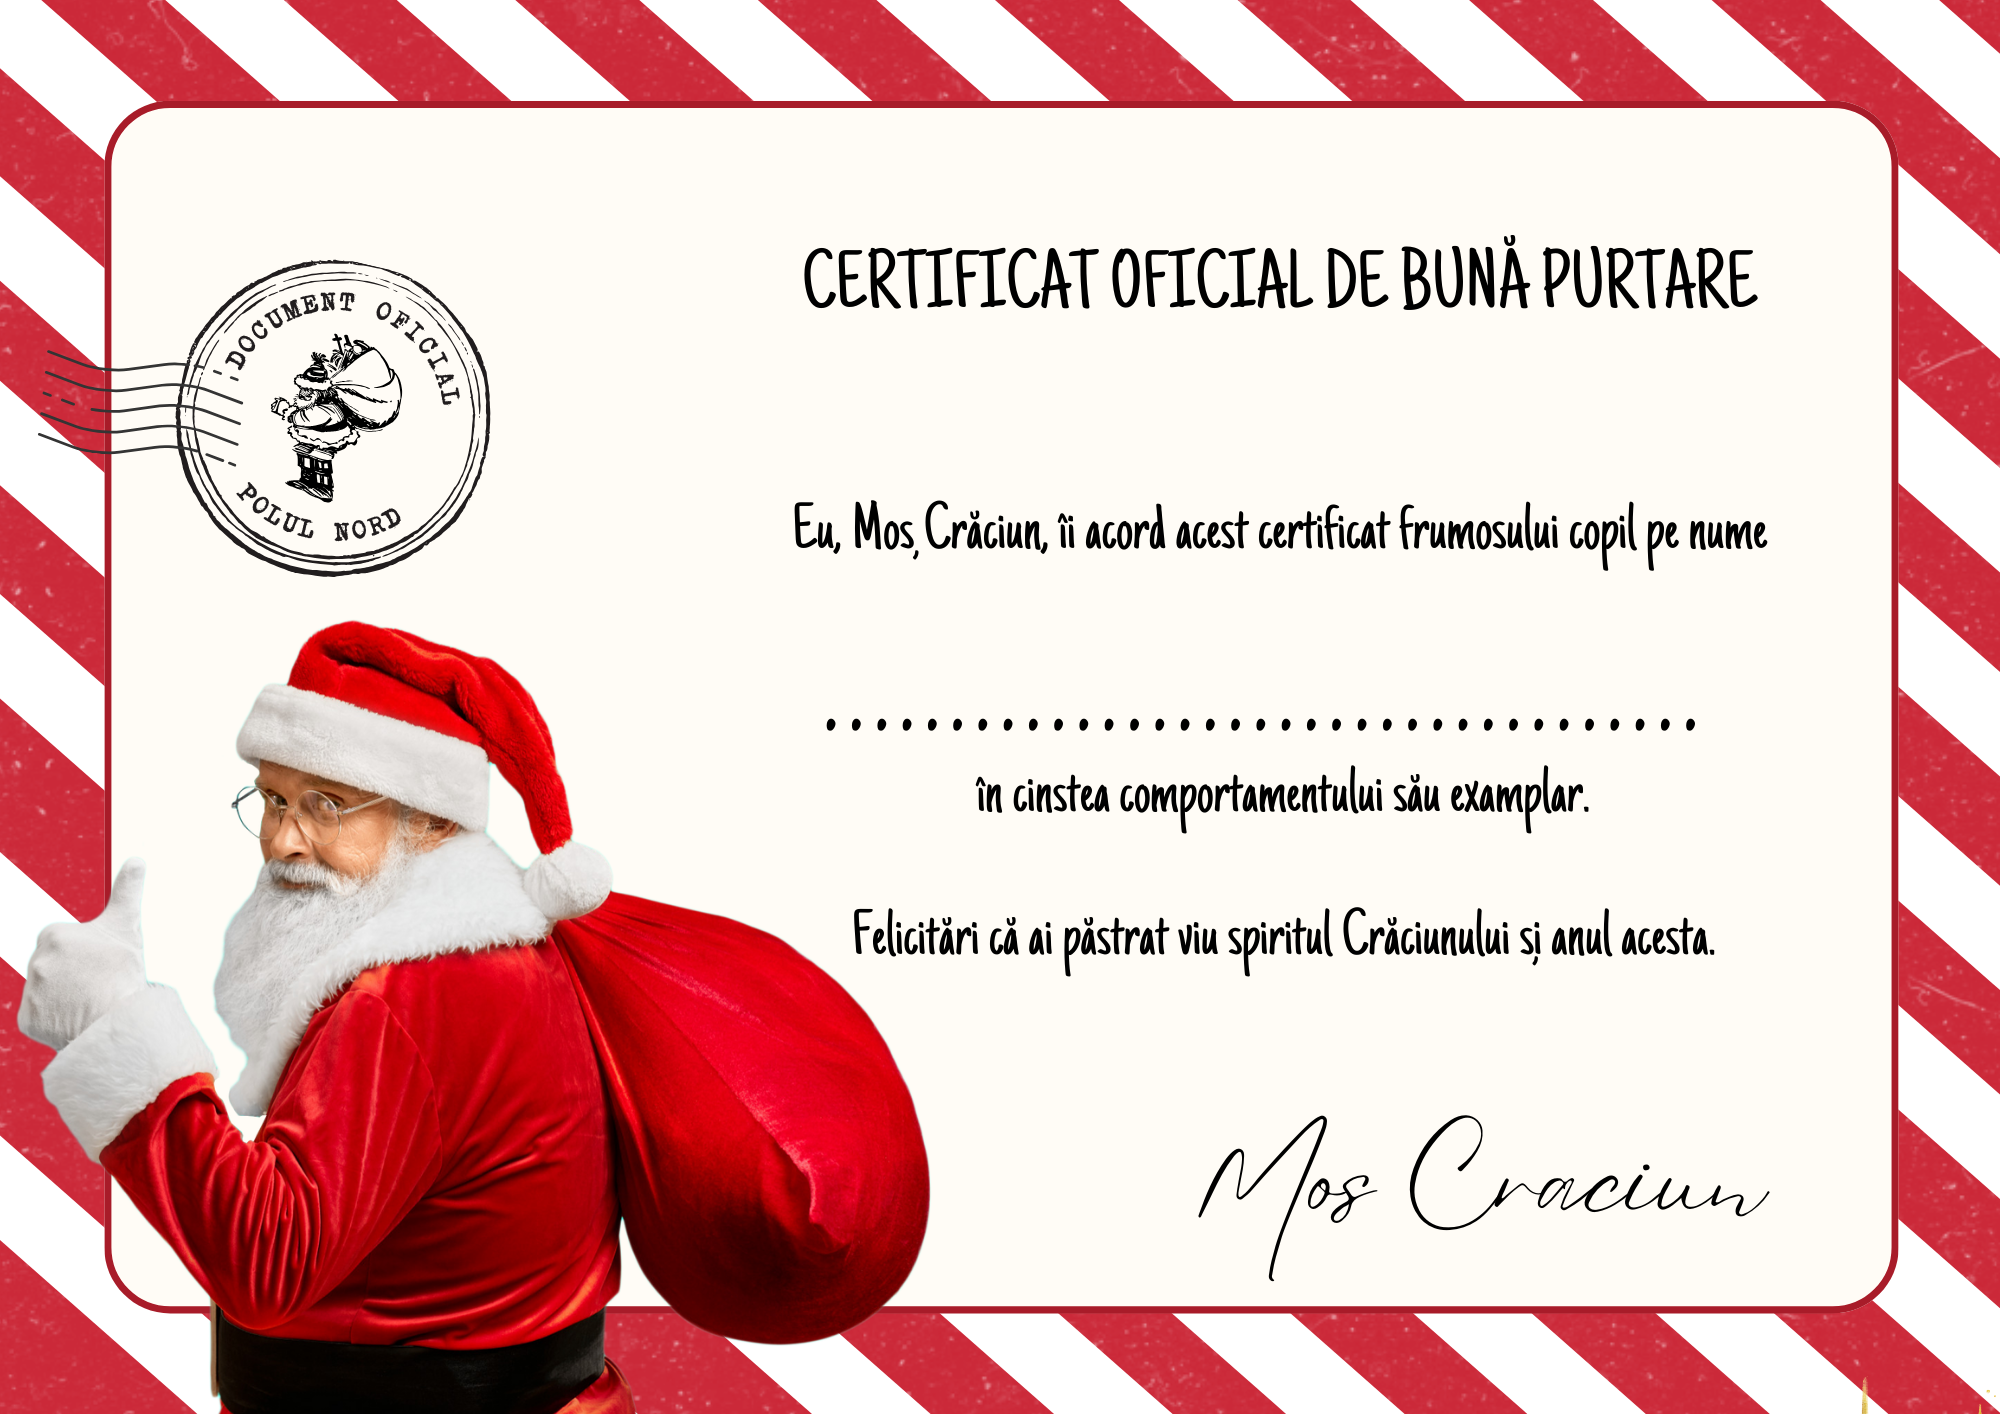 CERTIFICAT OFICIAL DE BUNĂ PURTARE
DOCUMENT OFICIAL
POLUL NORD
Eu, Moș Crăciun, îi acord acest certificat frumosului copil pe nume
...................................
în cinstea comportamentului său examplar.
Felicitări că ai păstrat viu spiritul Crăciunului și anul acesta.
Mos Craciun